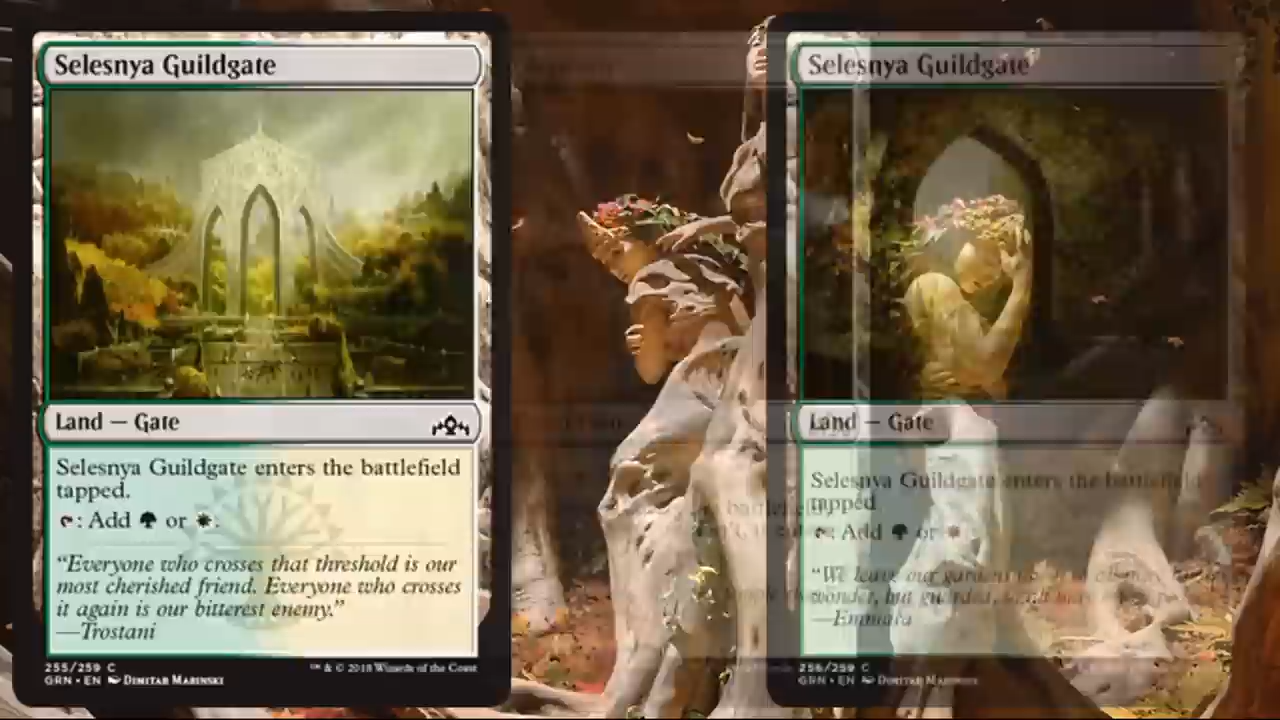 Selesnya Guildgate
Land — Gate
Selesnya Guildgate enters the battlefield
tapped.
: Add or .
“Everyone who crosses that threshold is our
most cherished friend. Everyone who crosses
it again is our bitterest enemy.”
—Trostani
255/259 C
GRN • EN Dimitar Marinski
™ & © 2018 Wizards of the Coast
Selesnya Guildgate
Land — Gate
Selesnya Guildgate enters the battlefield
tapped.
: Add or
“We leave our gardens
wonder, but guarded,
—Emmara
256/259 C
GRN • EN Dimitar Marinski